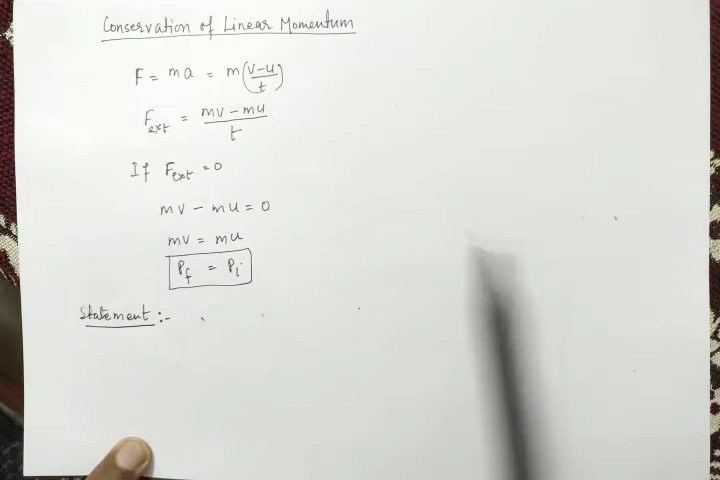 Conservation of Linear Momentum
F = ma = m(v-u/t)
Fext = mv - mu/t
If Fext = 0
mv - mu = 0
mv = mu
Pf = Pi
Statement :-